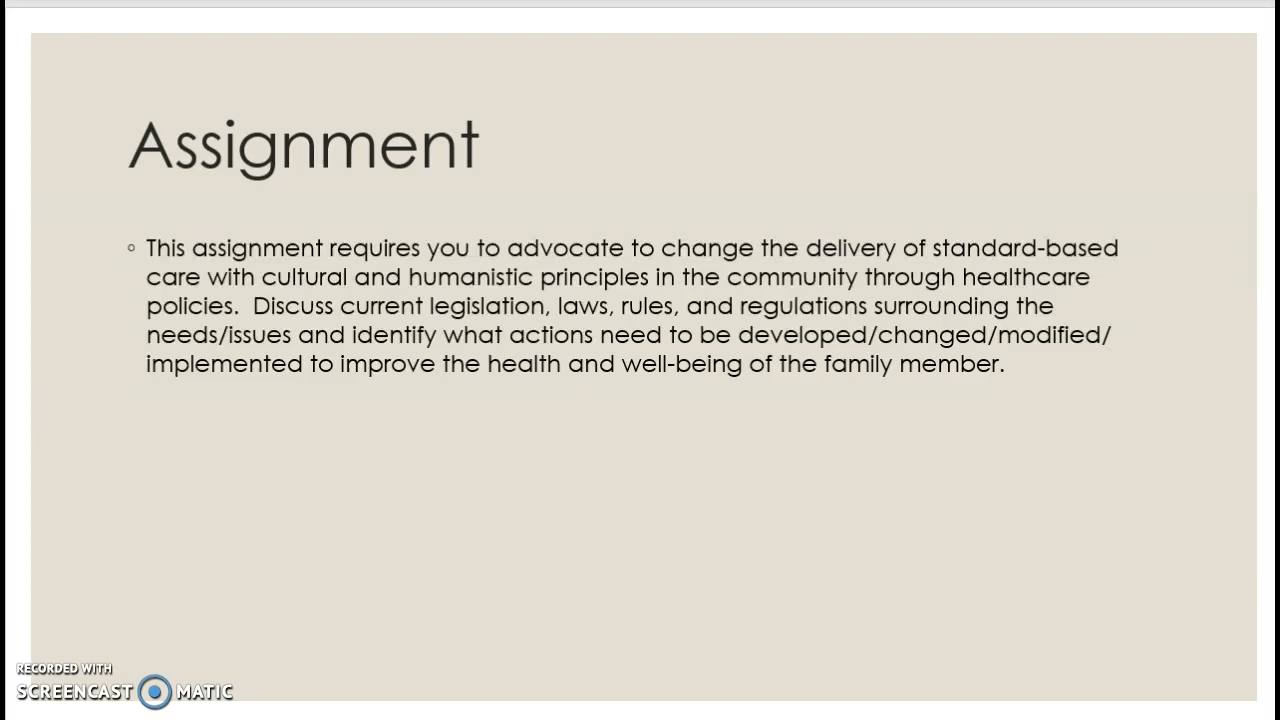 Assignment
◦ This assignment requires you to advocate to change the delivery of standard-based
care with cultural and humanistic principles in the community through healthcare
policies.  Discuss current legislation, laws, rules, and regulations surrounding the
needs/issues and identify what actions need to be developed/changed/modified/
implemented to improve the health and well-being of the family member.
RECORDED WITH
SCREENCAST MATIC